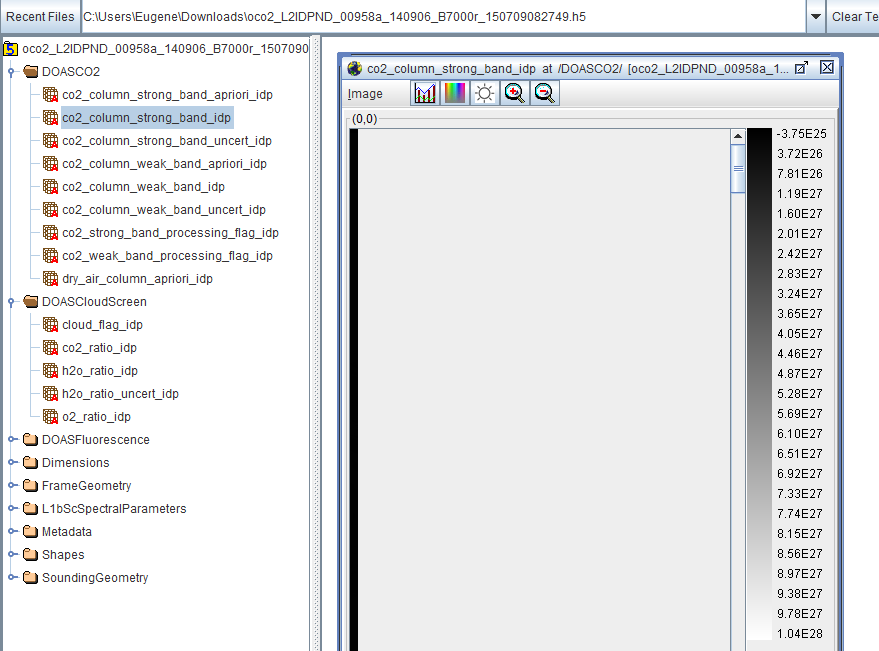 Recent Files C:\Users\Eugene\Downloads\oco2_L2IDPND_00958a_140906_B7000r_150709082749.h5 Clear Te
oco2_L2IDPND_00958a_140906_B7000r_1507090
DOASCO2
co2_column_strong_band_apriori_idp
co2_column_strong_band_idp
co2_column_strong_band_uncert_idp
co2_column_weak_band_apriori_idp
co2_column_weak_band_idp
co2_column_weak_band_uncert_idp
co2_strong_band_processing_flag_idp
co2_weak_band_processing_flag_idp
dry_air_column_apriori_idp
DOASCloudScreen
cloud_flag_idp
co2_ratio_idp
h2o_ratio_idp
h2o_ratio_uncert_idp
o2_ratio_idp
DOASFluorescence
Dimensions
FrameGeometry
L1bScSpectralParameters
Metadata
Shapes
SoundingGeometry
co2_column_strong_band_idp at /DOASCO2/ [oco2_L2IDPND_00958a_1...
Image
(0,0)
-3.75E25
3.72E26
7.81E26
1.19E27
1.60E27
2.01E27
2.42E27
2.83E27
3.24E27
3.65E27
4.05E27
4.46E27
4.87E27
5.28E27
5.69E27
6.10E27
6.51E27
6.92E27
7.33E27
7.74E27
8.15E27
8.56E27
8.97E27
9.38E27
9.78E27
1.04E28